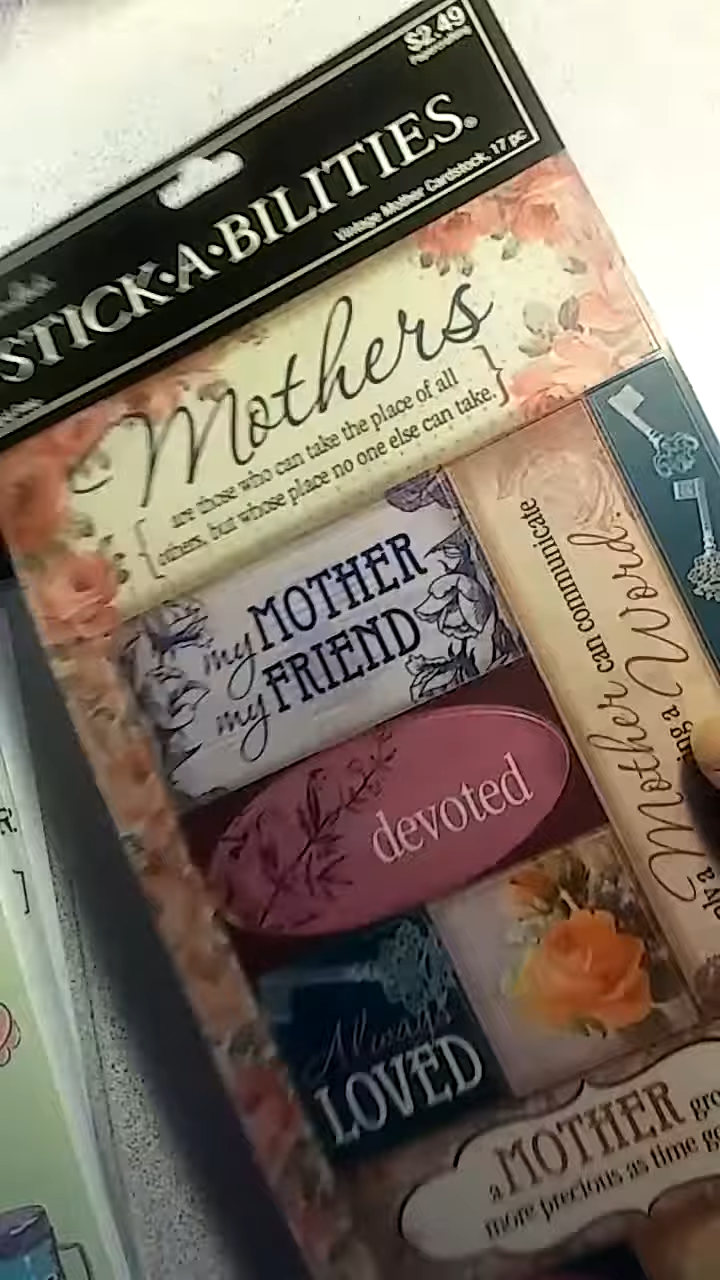 $2.49
STICK·A·BILITIES®
Vintage Mother Cardstock, 17 pc
Mothers
{ are those who can take the place of all
others, but whose place no one else can take. }
my MOTHER
my FRIEND
Mother can communicate
a Word.
devoted
Always
LOVED
a MOTHER
more precious as time
R.
]